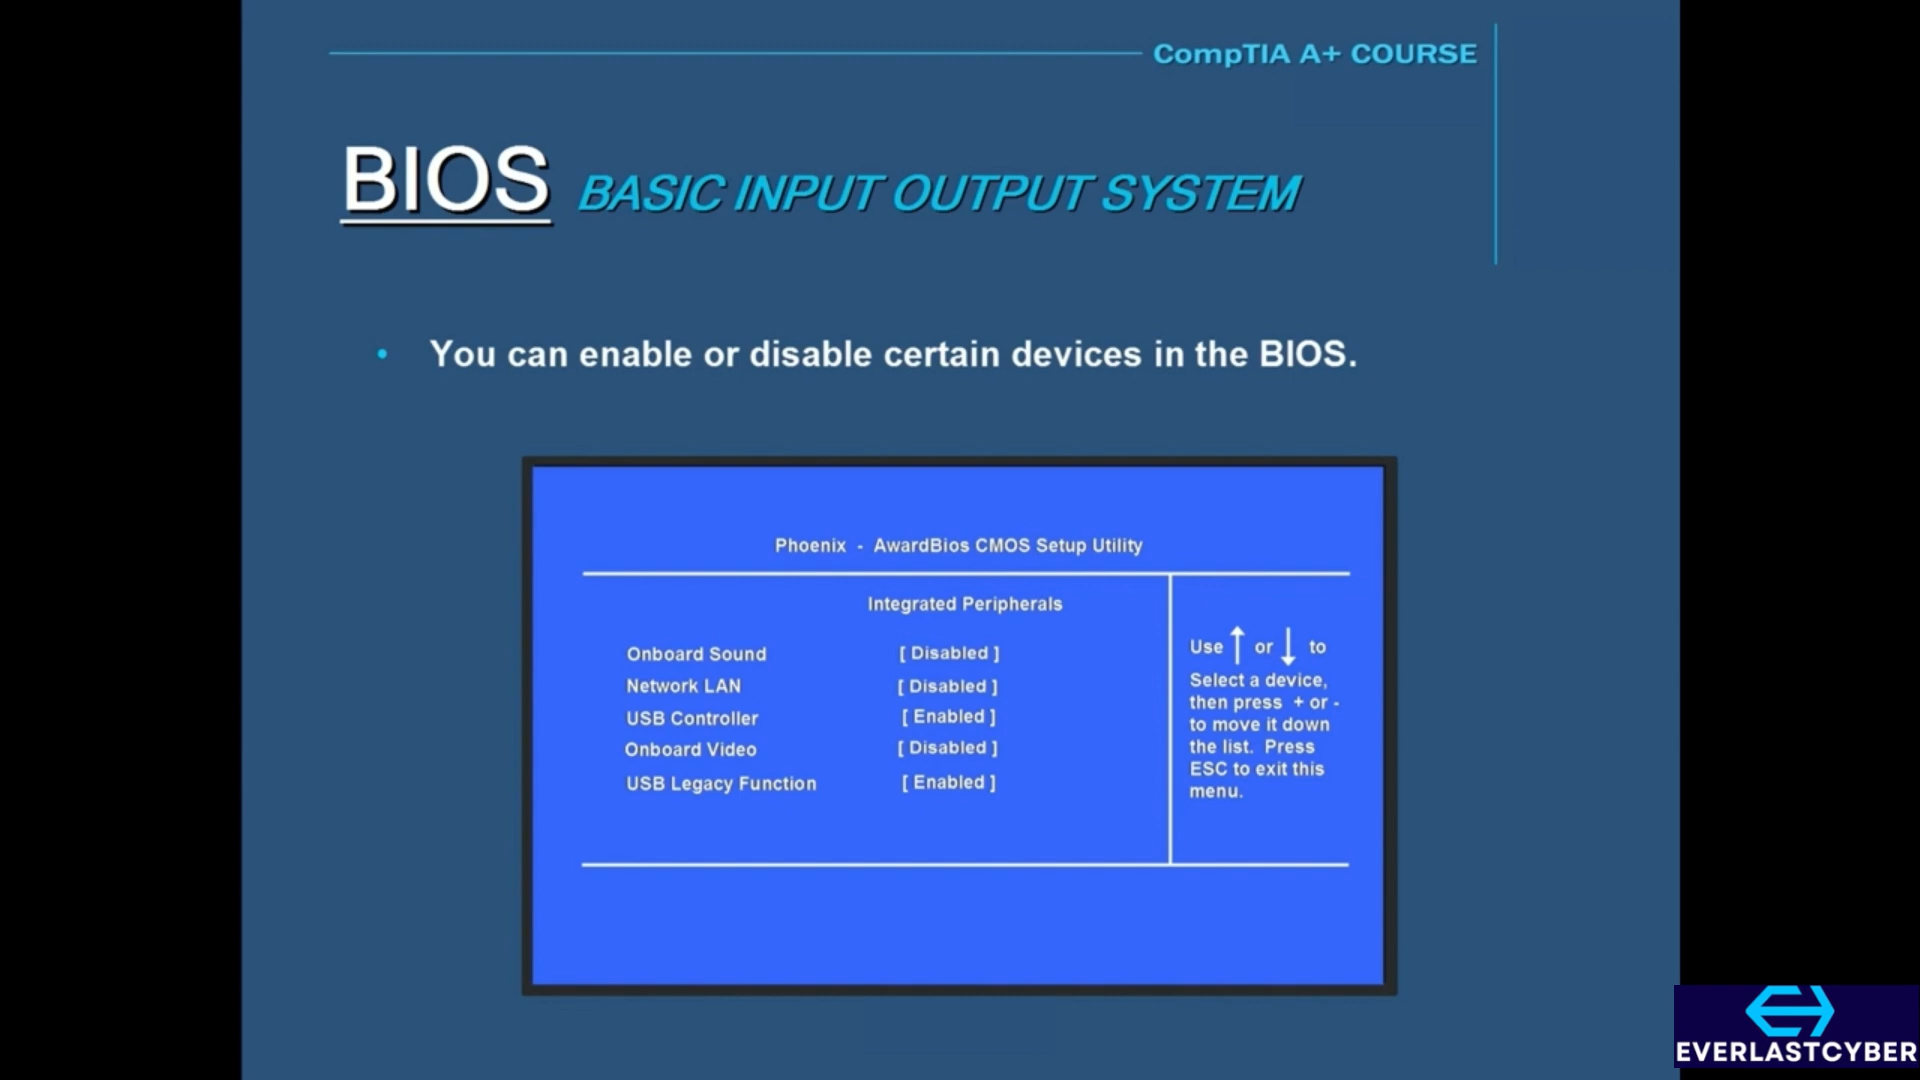 CompTIA A+ COURSE
BIOS BASIC INPUT OUTPUT SYSTEM
• You can enable or disable certain devices in the BIOS.
Phoenix - AwardBios CMOS Setup Utility
Integrated Peripherals
Onboard Sound [ Disabled ]
Network LAN [ Disabled ]
USB Controller [ Enabled ]
Onboard Video [ Disabled ]
USB Legacy Function [ Enabled ]
Use ↑ or ↓ to
Select a device,
then press + or -
to move it down
the list. Press
ESC to exit this
menu.
EVERLASTCYBER